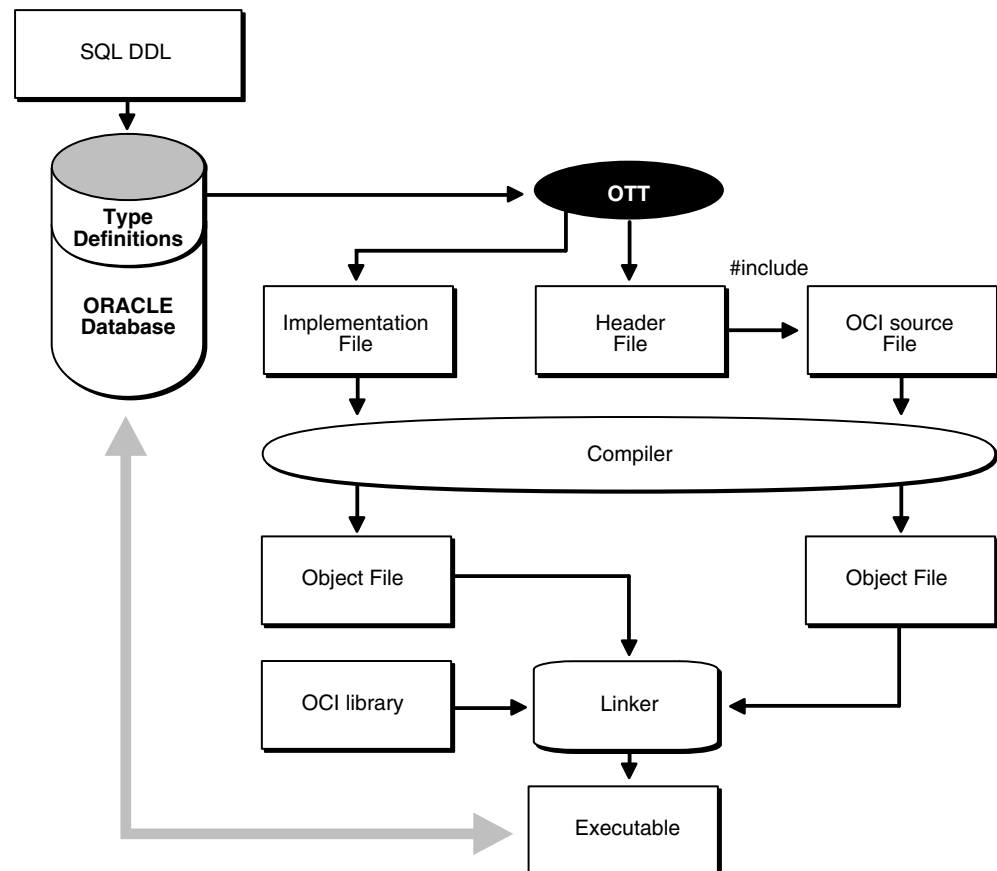 SQL DDL
Type
Definitions
ORACLE
Database
OTT
#include
Implementation
File
Header
File
OCI source
File
Compiler
Object File
Object File
OCI library
Linker
Executable